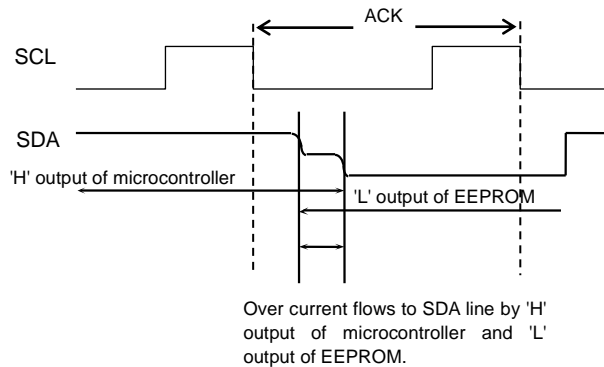 ACK
SCL
SDA
'H' output of microcontroller
'L' output of EEPROM
Over current flows to SDA line by 'H'
output of microcontroller and 'L'
output of EEPROM.